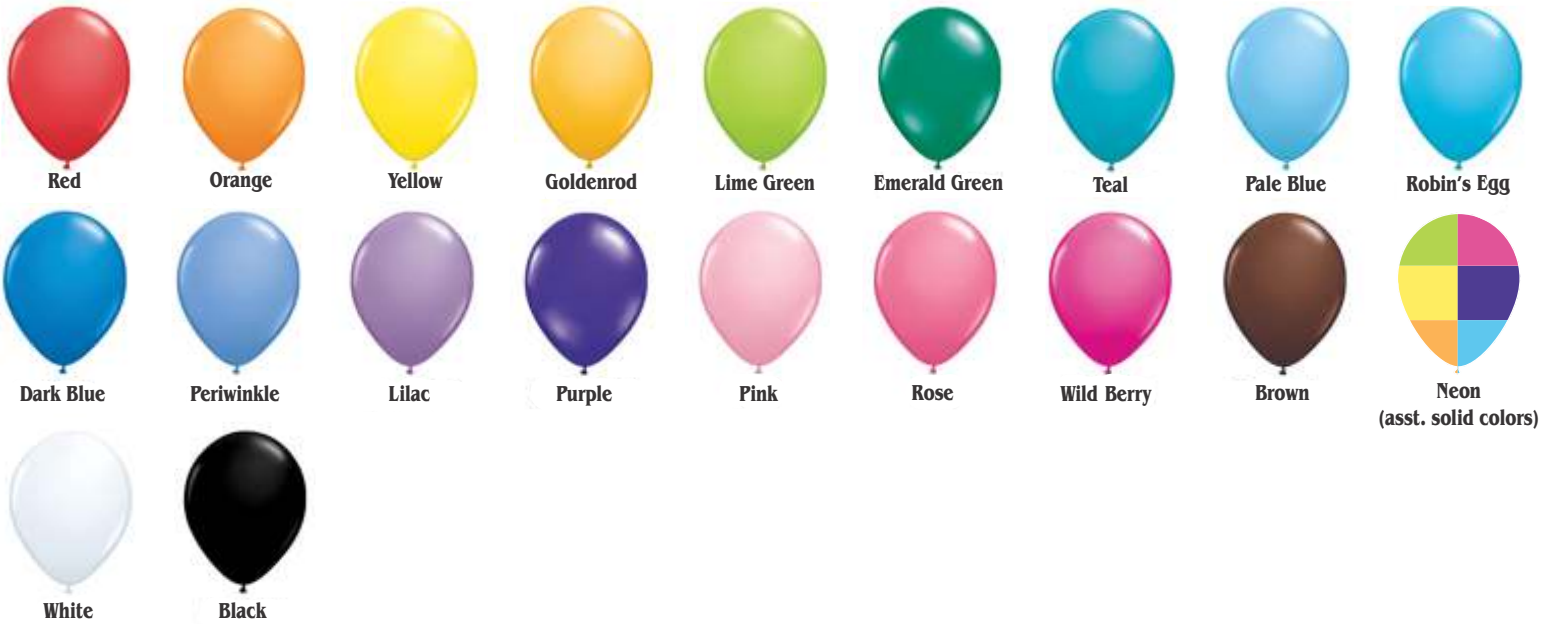 Red
Orange
Yellow
Goldenrod
Lime Green
Emerald Green
Teal
Pale Blue
Robin's Egg
Dark Blue
Periwinkle
Lilac
Purple
Pink
Rose
Wild Berry
Brown
Neon
(asst. solid colors)
White
Black